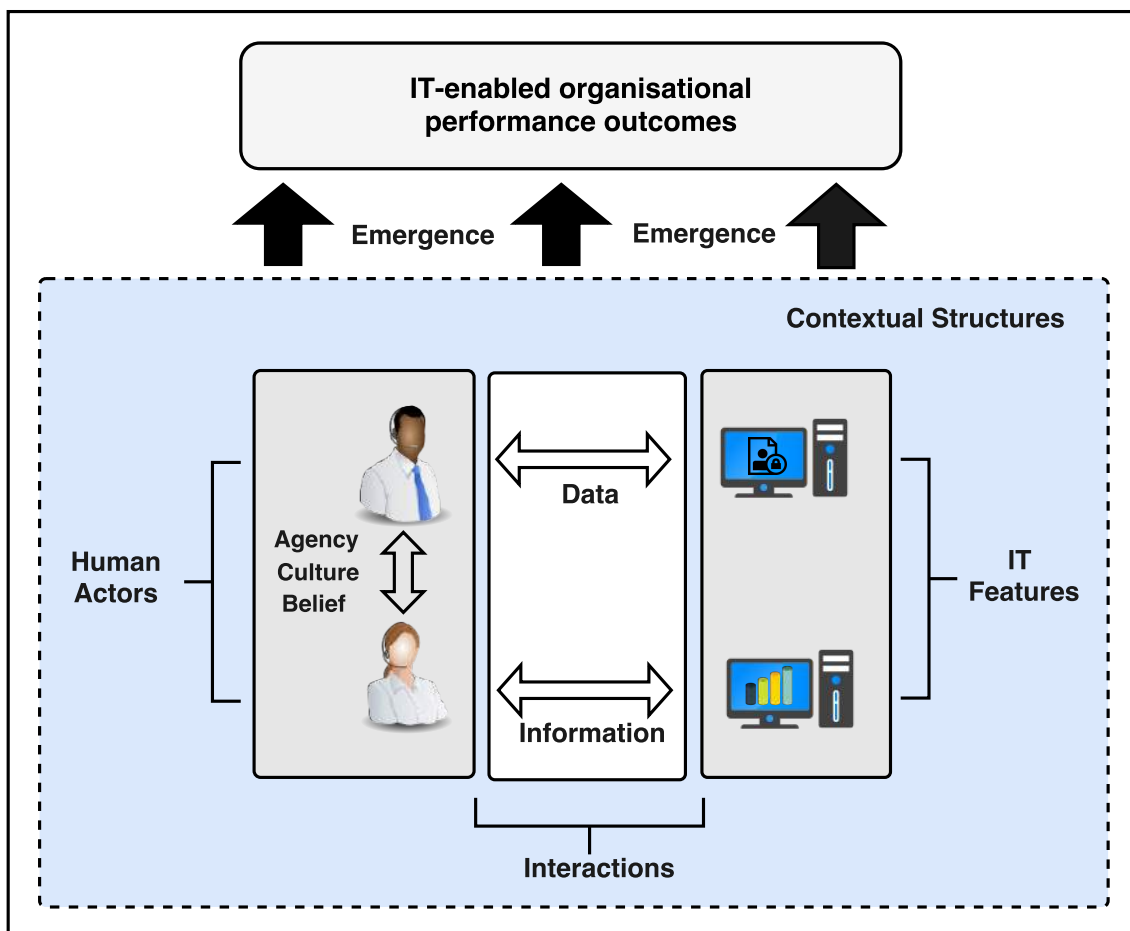 IT-enabled organisational
performance outcomes
Emergence
Emergence
Contextual Structures
Data
Agency
Culture
Belief
Human
Actors
IT
Features
Information
Interactions